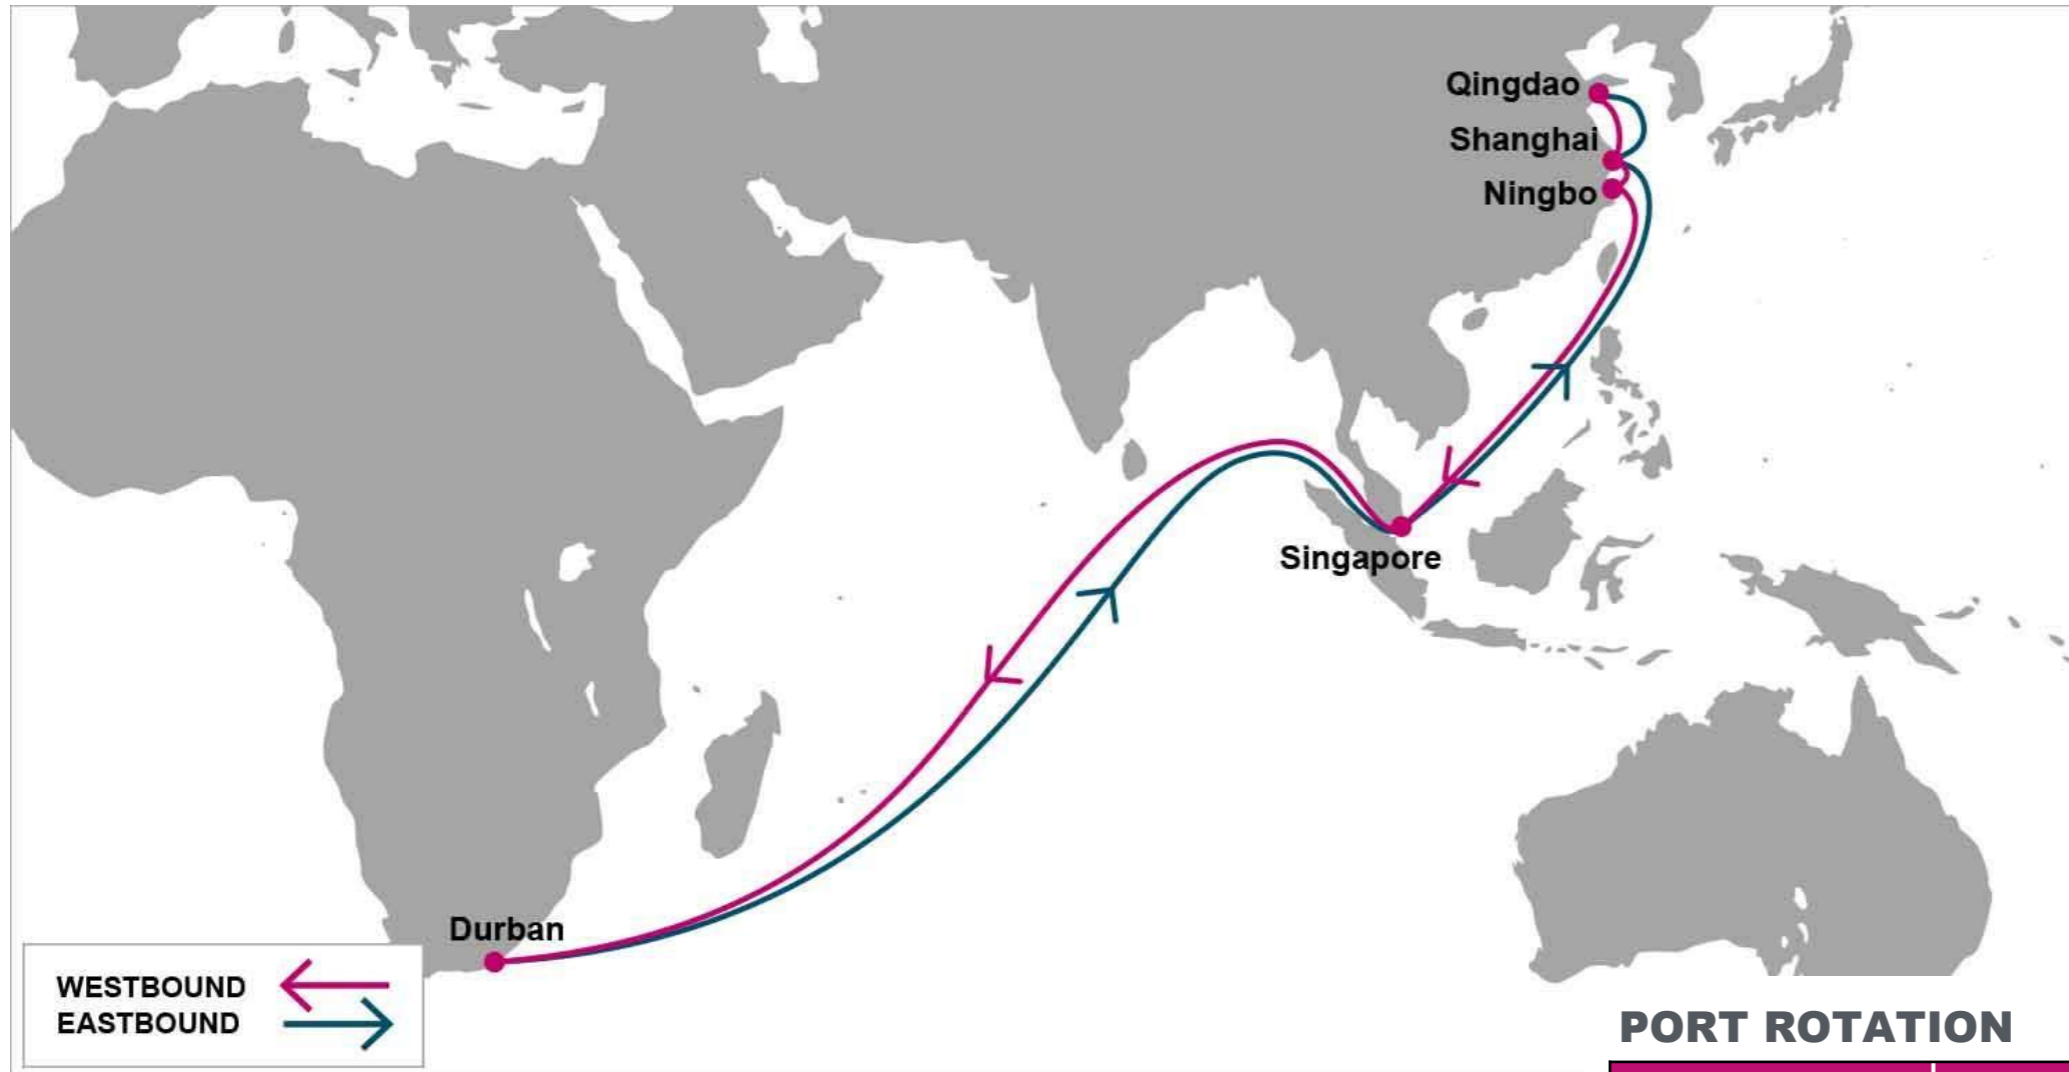 Qingdao
Shanghai
Ningbo
Singapore
Durban
WESTBOUND
EASTBOUND
PORT ROTATION